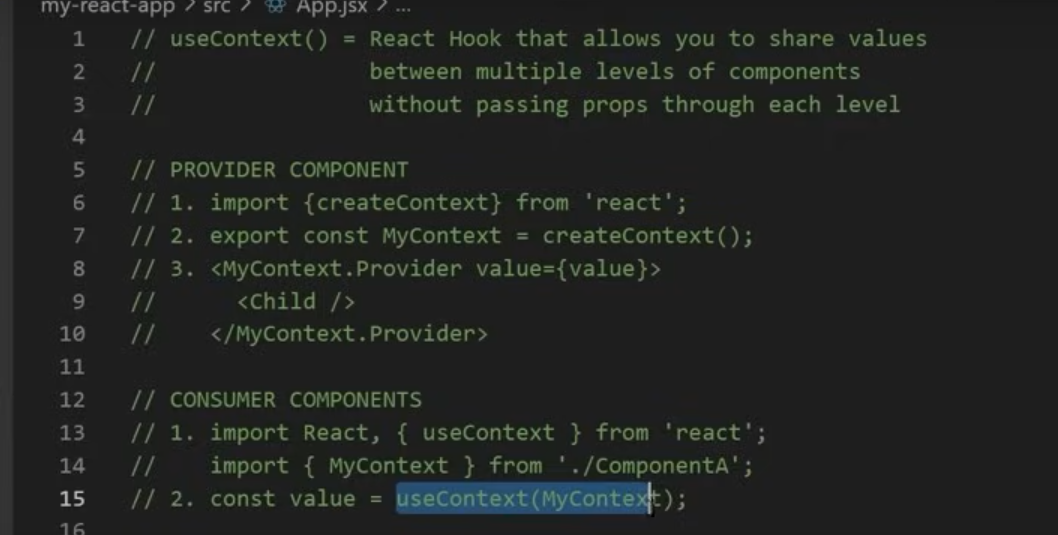 my-react-app > src > App.jsx > ...
1 // useContext() = React Hook that allows you to share values
2 // between multiple levels of components
3 // without passing props through each level
4
5 // PROVIDER COMPONENT
6 // 1. import {createContext} from 'react';
7 // 2. export const MyContext = createContext();
8 // 3. <MyContext.Provider value={value}>
9 // <Child />
10 // </MyContext.Provider>
11
12 // CONSUMER COMPONENTS
13 // 1. import React, { useContext } from 'react';
14 // import { MyContext } from './ComponentA';
15 // 2. const value = useContext(MyContext);
16